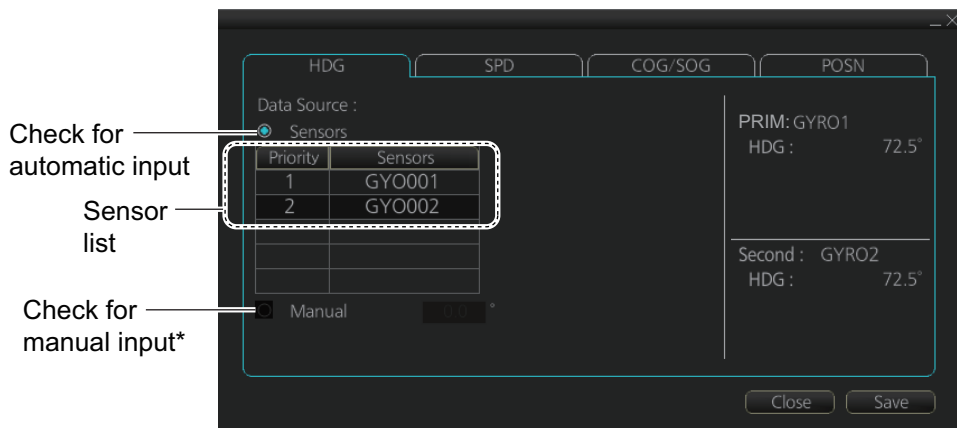 HDG SPD COG/SOG POSN
Data Source :
Sensors
Priority Sensors
1 GYO001
2 GYO002
Manual 0.0 °
PRIM: GYRO1
HDG : 72.5°
Second : GYRO2
HDG : 72.5°
Close Save
Check for
automatic input
Sensor
list
Check for
manual input*